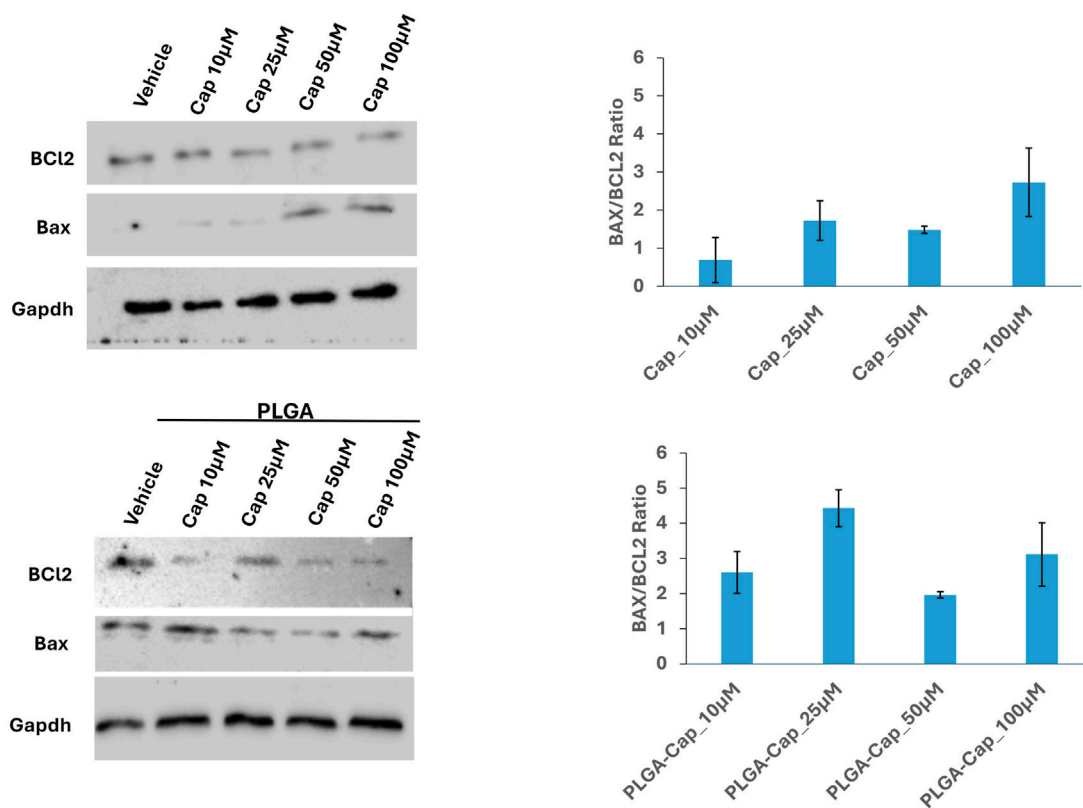 Vehicle
Cap 10µM
Cap 25µM
Cap 50µM
Cap 100µM
BCl2
Bax
Gapdh
BAX/BCL2 Ratio
6
5
4
3
2
1
0
Cap_10µM
Cap_25µM
Cap_50µM
Cap_100µM
PLGA
Vehicle
Cap 10µM
Cap 25µM
Cap 50µM
Cap 100µM
BCl2
Bax
Gapdh
BAX/BCL2 Ratio
6
5
4
3
2
1
0
PLGA-Cap_10µM
PLGA-Cap_25µM
PLGA-Cap_50µM
PLGA-Cap_100µM